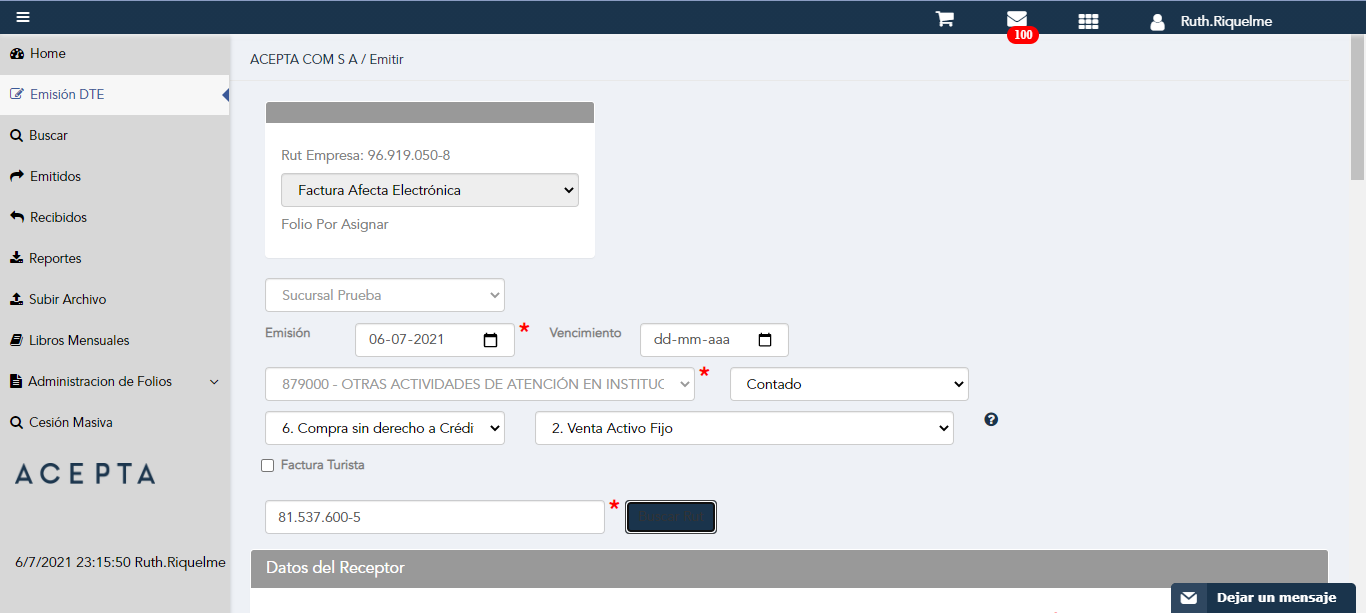 100
Ruth.Riquelme
Home
Emisión DTE
Buscar
Emitidos
Recibidos
Reportes
Subir Archivo
Libros Mensuales
Administracion de Folios
Cesión Masiva
ACEPTA
6/7/2021 23:15:50 Ruth.Riquelme
ACEPTA COM S A / Emitir
Rut Empresa: 96.919.050-8
Factura Afecta Electrónica
Folio Por Asignar
Sucursal Prueba
Emisión 06-07-2021 * Vencimiento dd-mm-aaa
879000 - OTRAS ACTIVIDADES DE ATENCIÓN EN INSTITUC * Contado
6. Compra sin derecho a Crédi 2. Venta Activo Fijo ?
Factura Turista
81.537.600-5 *
Datos del Receptor
Dejar un mensaje